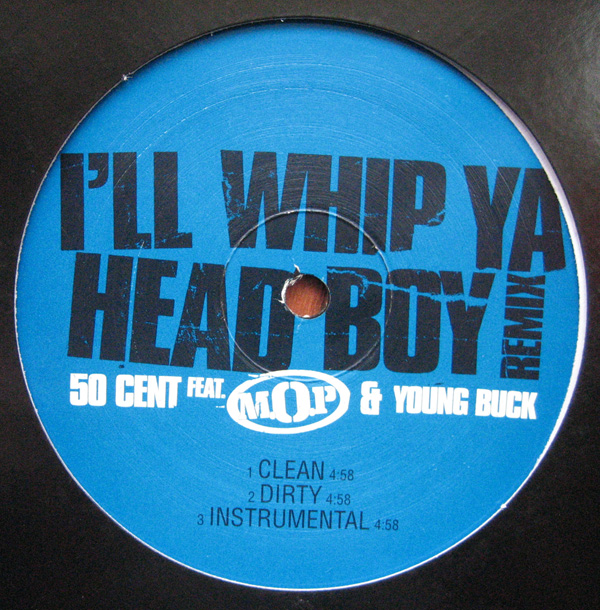 I'LL WHIP YA
HEAD BOY REMIX
50 CENT FEAT. M.O.P & YOUNG BUCK
1 CLEAN 4:58
2 DIRTY 4:58
3 INSTRUMENTAL 4:58